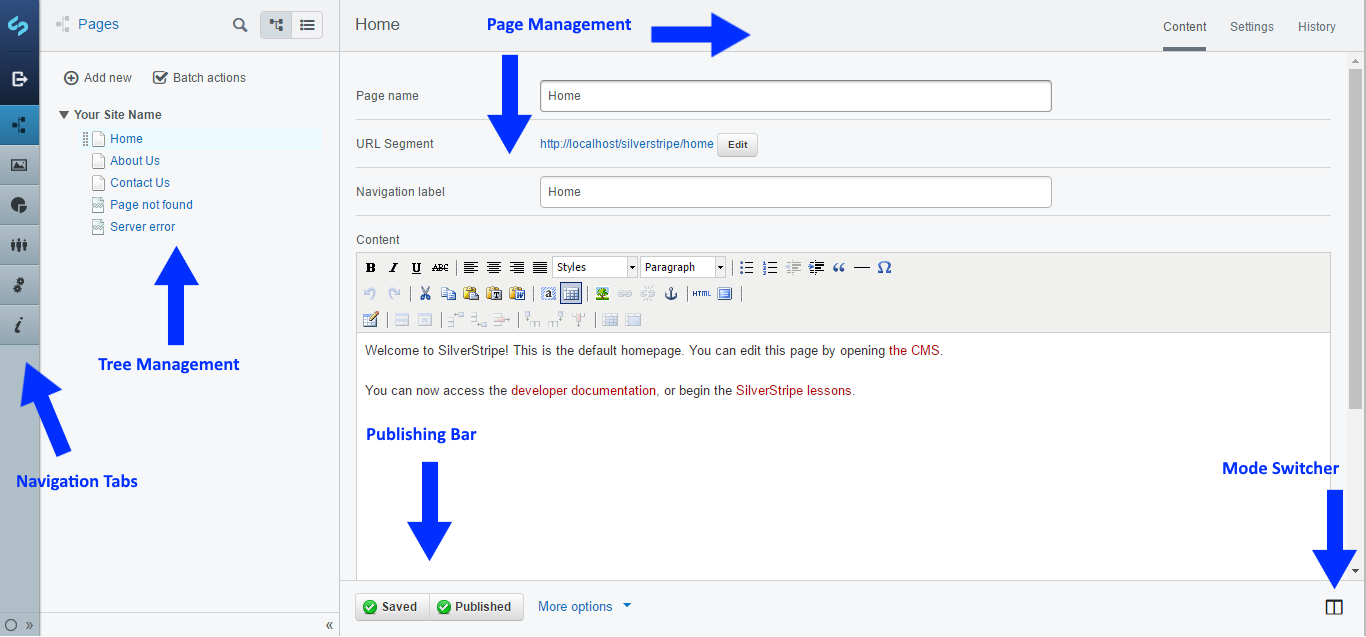 Pages
Home
Page Management
Content
Settings
History
Add new
Batch actions
Your Site Name
Home
About Us
Contact Us
Page not found
Server error
Tree Management
Navigation Tabs
Page name
Home
URL Segment
http://localhost/silverstripe/home
Edit
Navigation label
Home
Content
B I U ABC
Styles
Paragraph
HTML
Welcome to SilverStripe! This is the default homepage. You can edit this page by opening the CMS.
You can now access the developer documentation, or begin the SilverStripe lessons.
Publishing Bar
Mode Switcher
Saved
Published
More options